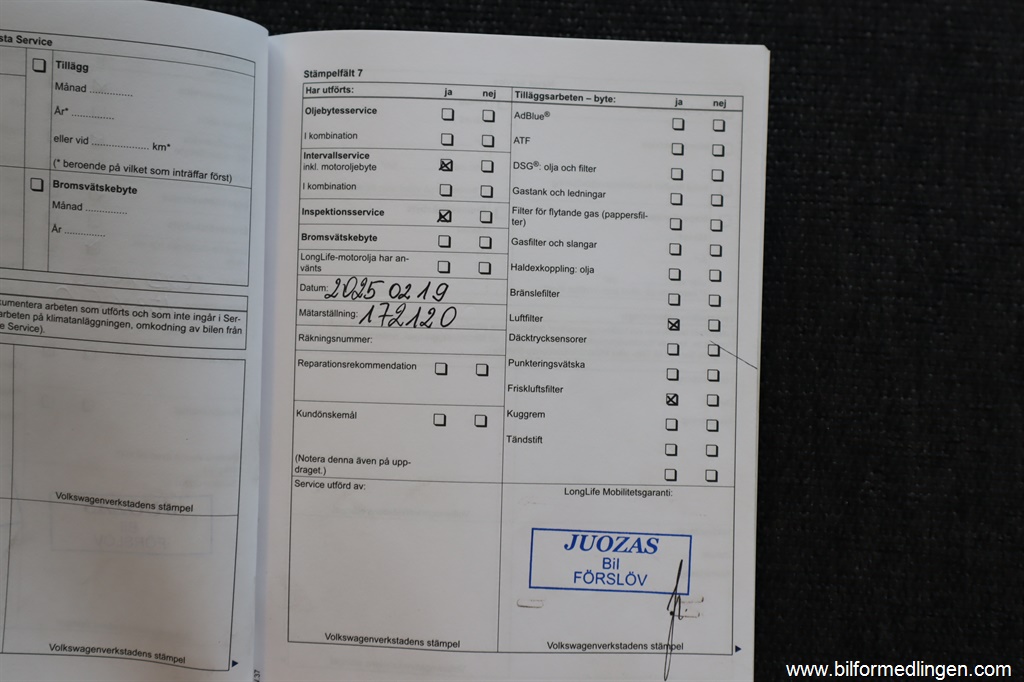 sta Service
Tillägg
Månad ..............
År* ..............
eller vid ................... km*
(* beroende på vilket som inträffar först)
Bromsvätskebyte
Månad .............
År .............
kumentera arbeten som utförts och som inte ingår i Ser-
arbeten på klimatanläggningen, omkodning av bilen från
e Service).
Volkswagenverkstadens stämpel
Volkswagenverkstadens stämpel
Stämpelfält 7
Har utförts: ja nej
Oljebytesservice
I kombination
Intervallservice
inkl. motoroljebyte
I kombination
Inspektionsservice
Bromsvätskebyte
LongLife-motorolja har an-
vänts
Datum: 2025 02 19
Mätarställning: 172120
Räkningsnummer:
Reparationsrekommendation
Kundönskemål
(Notera denna även på upp-
draget.)
Service utförd av:
Volkswagenverkstadens stämpel
Tilläggsarbeten – byte: ja nej
AdBlue®
ATF
DSG®: olja och filter
Gastank och ledningar
Filter för flytande gas (pappersfil-
ter)
Gasfilter och slangar
Haldexkoppling: olja
Bränslefilter
Luftfilter
Däcktrycksensorer
Punkteringsvätska
Friskluftsfilter
Kuggrem
Tändstift
LongLife Mobilitetsgaranti:
JUOZAS
Bil
FÖRSLÖV
Volkswagenverkstadens stämpel
www.bilformedlingen.com